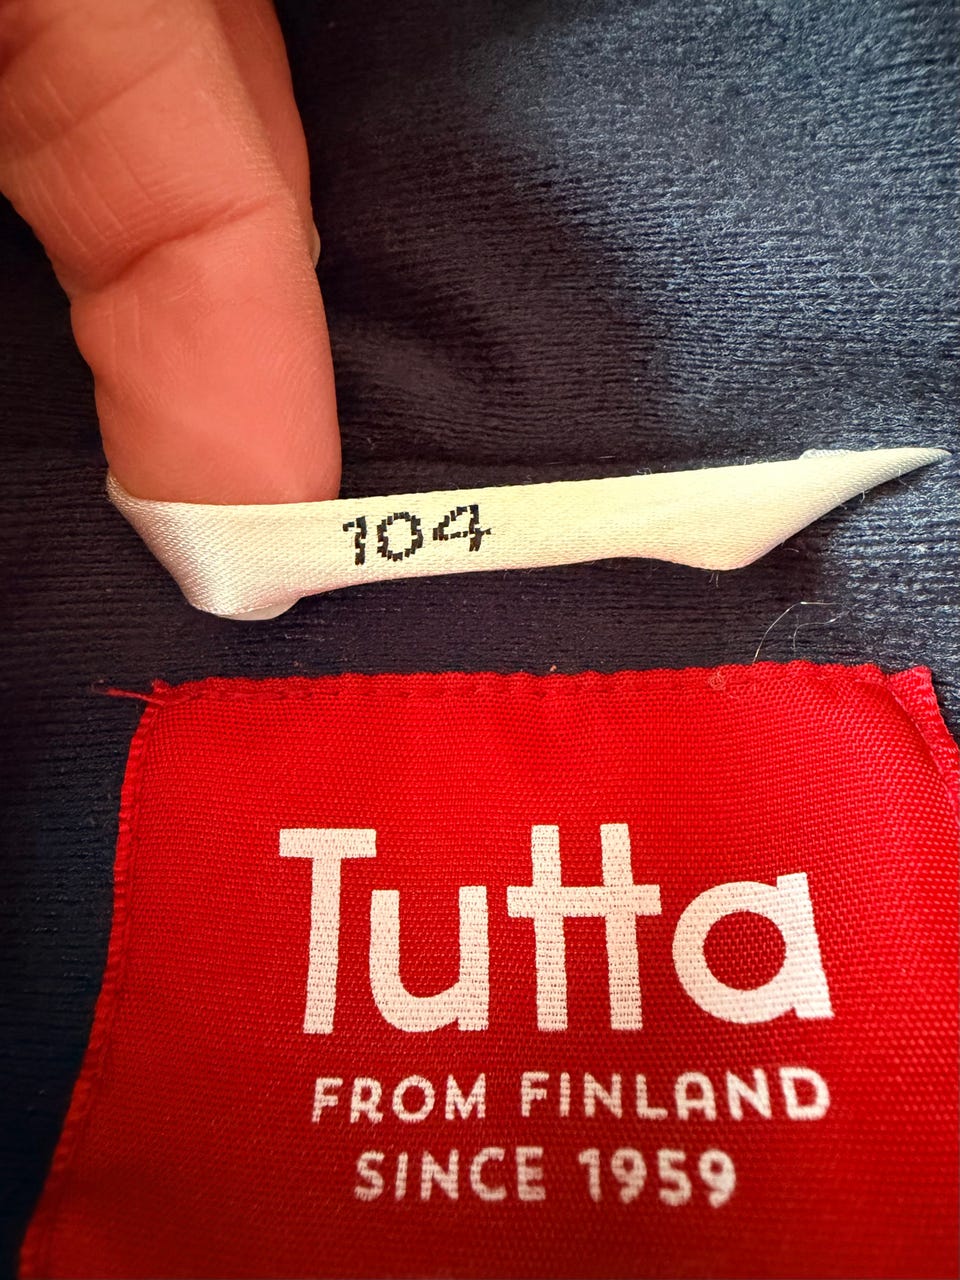 104
Tutta
FROM FINLAND
SINCE 1959